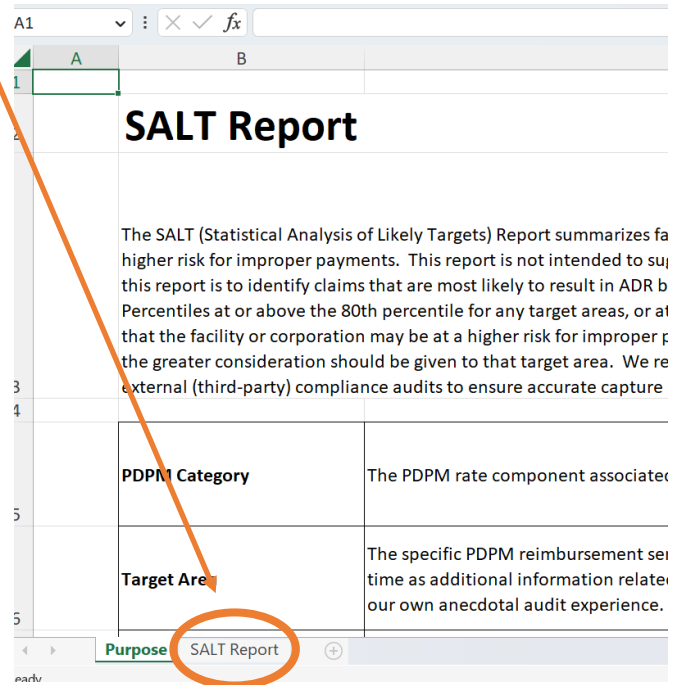 A1 fx
A B
1
2 SALT Report
The SALT (Statistical Analysis of Likely Targets) Report summarizes fa
higher risk for improper payments. This report is not intended to sug
this report is to identify claims that are most likely to result in ADR b
Percentiles at or above the 80th percentile for any target areas, or at
that the facility or corporation may be at a higher risk for improper p
the greater consideration should be given to that target area. We re
3 external (third-party) compliance audits to ensure accurate capture
4
PDPM Category The PDPM rate component associated
5
The specific PDPM reimbursement ser
Target Area time as additional information relate
our own anecdotal audit experience.
6
Purpose SALT Report
eady